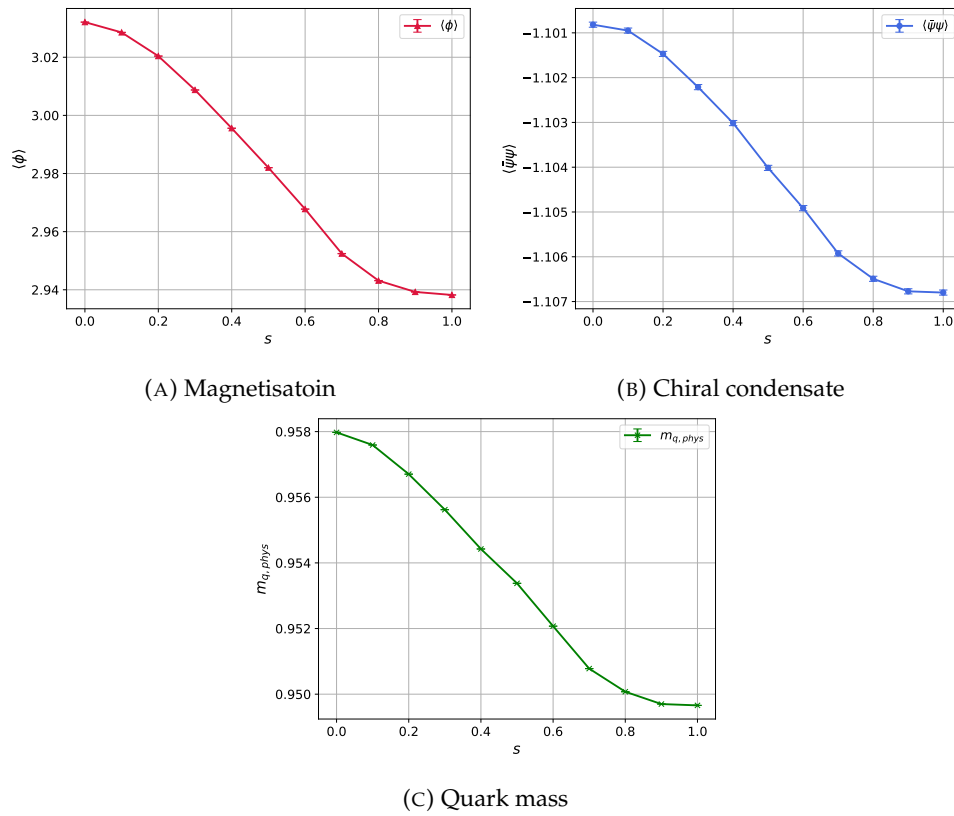 ⟨ϕ⟩
3.02
3.00
2.98
2.96
2.94
⟨ϕ⟩
0.0 0.2 0.4 0.6 0.8 1.0
s
(A) Magnetisatoin
⟨ψ̄ψ⟩
−1.101
−1.102
−1.103
−1.104
−1.105
−1.106
−1.107
⟨ψ̄ψ⟩
0.0 0.2 0.4 0.6 0.8 1.0
s
(B) Chiral condensate
m_{q,phys}
0.958
0.956
0.954
0.952
0.950
m_{q,phys}
0.0 0.2 0.4 0.6 0.8 1.0
s
(C) Quark mass